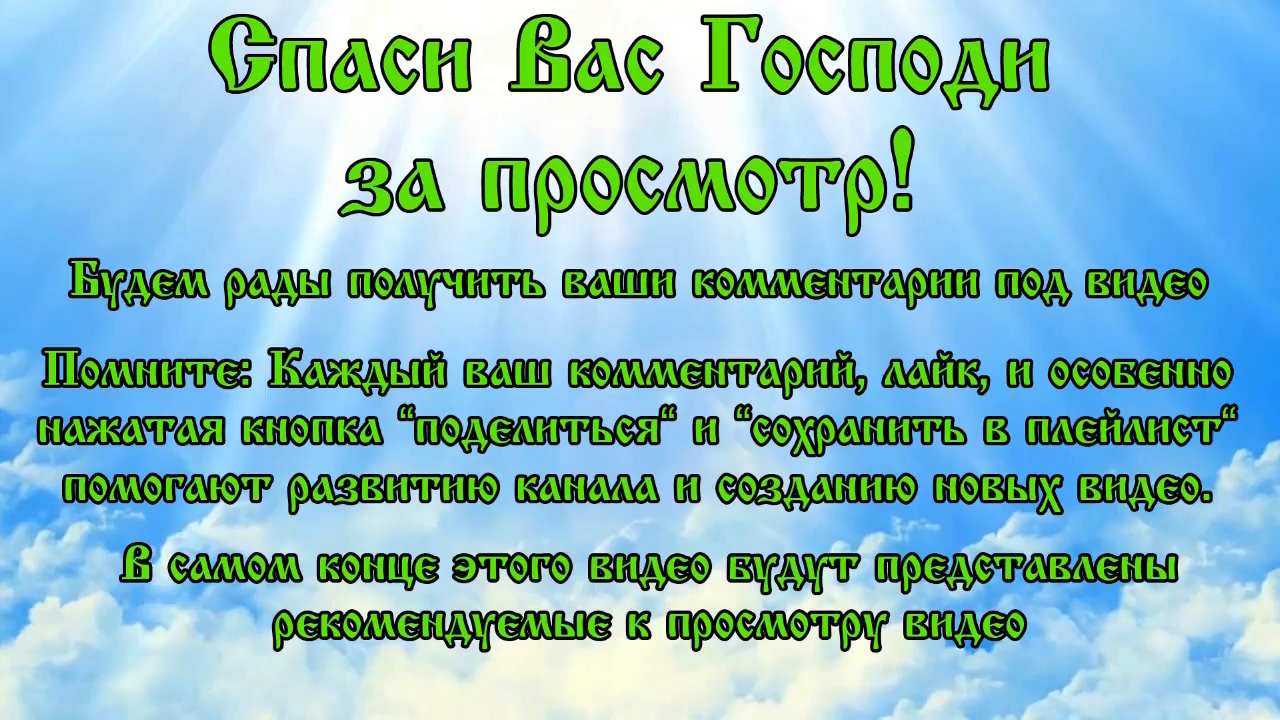 Спаси Вас Господи
за просмотр!
Будем рады получить ваши комментарии под видео
Помните: Каждый ваш комментарий, лайк, и особенно
нажатая кнопка “поделиться“ и “сохранить в плейлист“
помогают развитию канала и созданию новых видео.
В самом конце этого видео будут представлены
рекомендуемые к просмотру видео